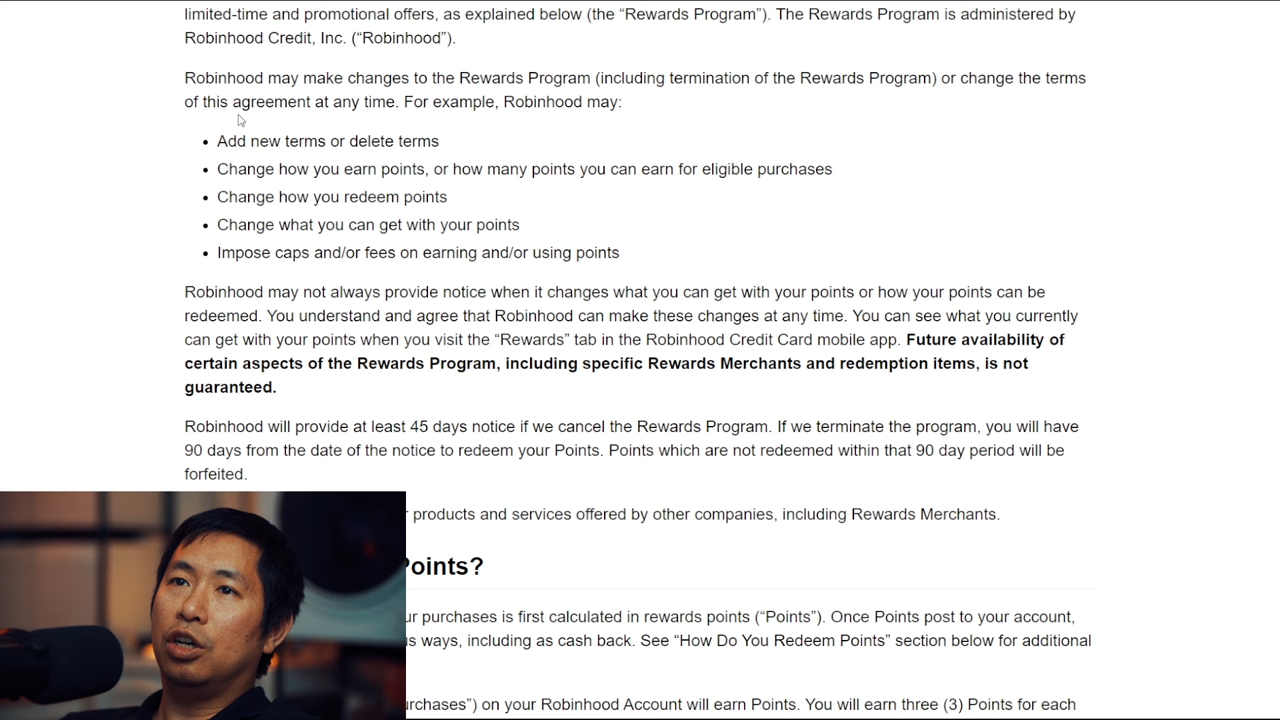 limited-time and promotional offers, as explained below (the “Rewards Program”). The Rewards Program is administered by
Robinhood Credit, Inc. (“Robinhood”).
Robinhood may make changes to the Rewards Program (including termination of the Rewards Program) or change the terms
of this agreement at any time. For example, Robinhood may:
• Add new terms or delete terms
• Change how you earn points, or how many points you can earn for eligible purchases
• Change how you redeem points
• Change what you can get with your points
• Impose caps and/or fees on earning and/or using points
Robinhood may not always provide notice when it changes what you can get with your points or how your points can be
redeemed. You understand and agree that Robinhood can make these changes at any time. You can see what you currently
can get with your points when you visit the “Rewards” tab in the Robinhood Credit Card mobile app. Future availability of
certain aspects of the Rewards Program, including specific Rewards Merchants and redemption items, is not
guaranteed.
Robinhood will provide at least 45 days notice if we cancel the Rewards Program. If we terminate the program, you will have
90 days from the date of the notice to redeem your Points. Points which are not redeemed within that 90 day period will be
forfeited.
products and services offered by other companies, including Rewards Merchants.
Points?
ur purchases is first calculated in rewards points (“Points”). Once Points post to your account,
s ways, including as cash back. See “How Do You Redeem Points” section below for additional
urchases”) on your Robinhood Account will earn Points. You will earn three (3) Points for each